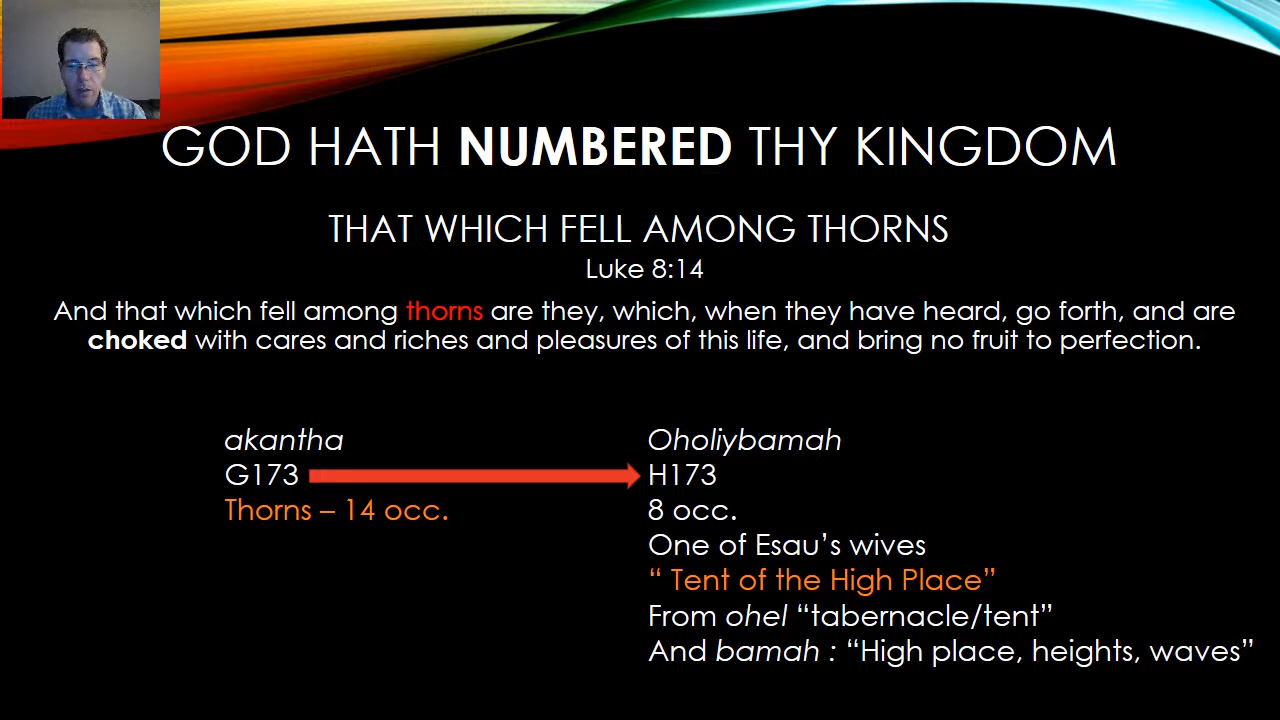 GOD HATH NUMBERED THY KINGDOM
THAT WHICH FELL AMONG THORNS
Luke 8:14
And that which fell among thorns are they, which, when they have heard, go forth, and are
choked with cares and riches and pleasures of this life, and bring no fruit to perfection.
akantha
G173
Thorns – 14 occ.
Oholiybamah
H173
8 occ.
One of Esau’s wives
“ Tent of the High Place”
From ohel “tabernacle/tent”
And bamah : “High place, heights, waves”